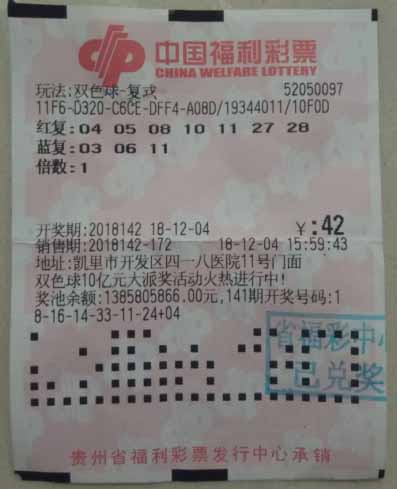 中国福利彩票
CHINA WELFARE LOTTERY
玩法:双色球-复式 52050097
11F6-D320-C6CE-DFF4-A08D/19344011/10F0D
红复:04 05 08 10 11 27 28
蓝复:03 06 11
倍数:1
开奖期:2018142 18-12-04 ¥:42
销售期:2018142-172 18-12-04 15:59:43
地址:凯里市开发区四一八医院11号门面
双色球10亿元大派奖活动火热进行中!
奖池余额:1385805866.00元,141期开奖号码:1
8-16-14-33-11-24+04
省福彩中心
已兑奖
贵州省福利彩票发行中心承销